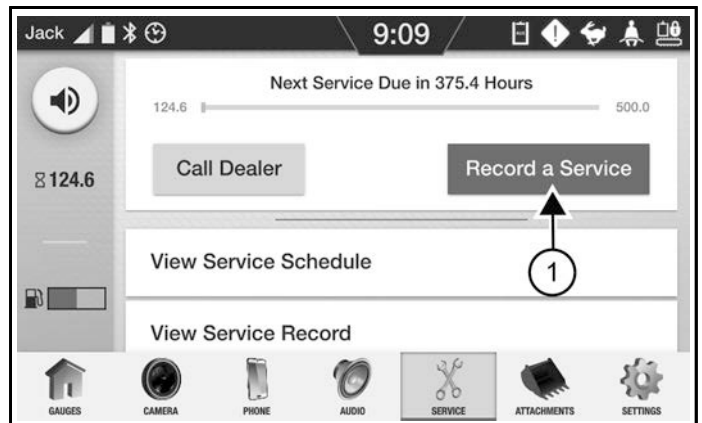 Jack 9:09
Next Service Due in 375.4 Hours
124.6 500.0
Call Dealer Record a Service
124.6
1
View Service Schedule
View Service Record
GAUGES CAMERA PHONE AUDIO SERVICE ATTACHMENTS SETTINGS